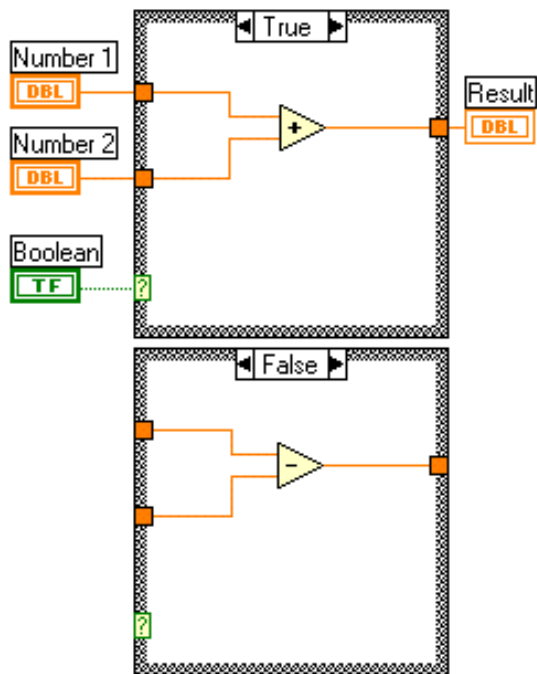 True
Number 1
DBL
Result
DBL
+
Number 2
DBL
Boolean
TF
?
False
-
?